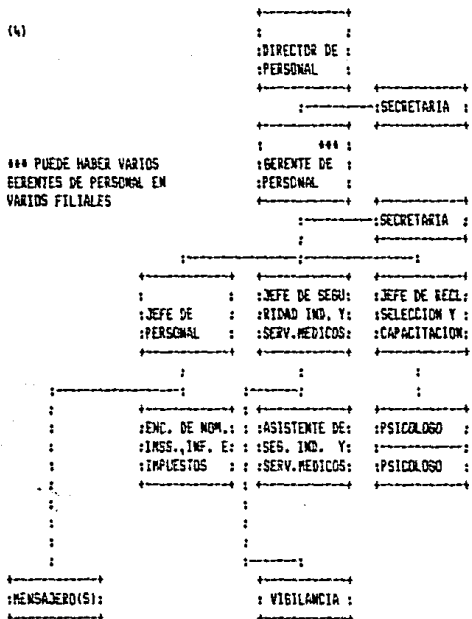 (4)
DIRECTOR DE
PERSONAL
SECRETARIA
***
GERENTE DE
PERSONAL
*** PUEDE HABER VARIOS
GERENTES DE PERSONAL EN
VARIOS FILIALES
SECRETARIA
JEFE DE
PERSONAL
JEFE DE SEGU
RIDAD IND. Y
SERV.MEDICOS
JEFE DE RECL
SELECCION Y
CAPACITACION
ENC. DE NOM.
IMSS.,INF. E
IMPUESTOS
ASISTENTE DE
SEG. IND. Y
SERV.MEDICOS
PSICOLOGO
PSICOLOGO
MENSAJERO(S)
VIGILANCIA